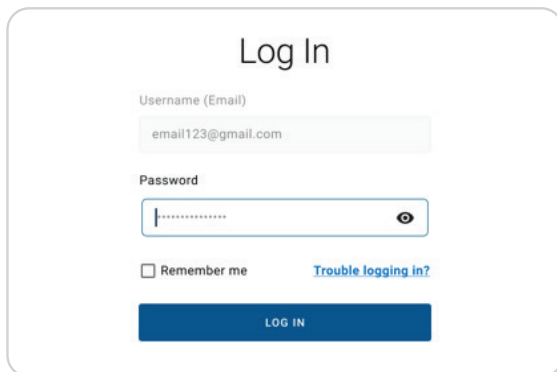 Log In
Username (Email)
email123@gmail.com
Password
••••••••••••••
Remember me Trouble logging in?
LOG IN